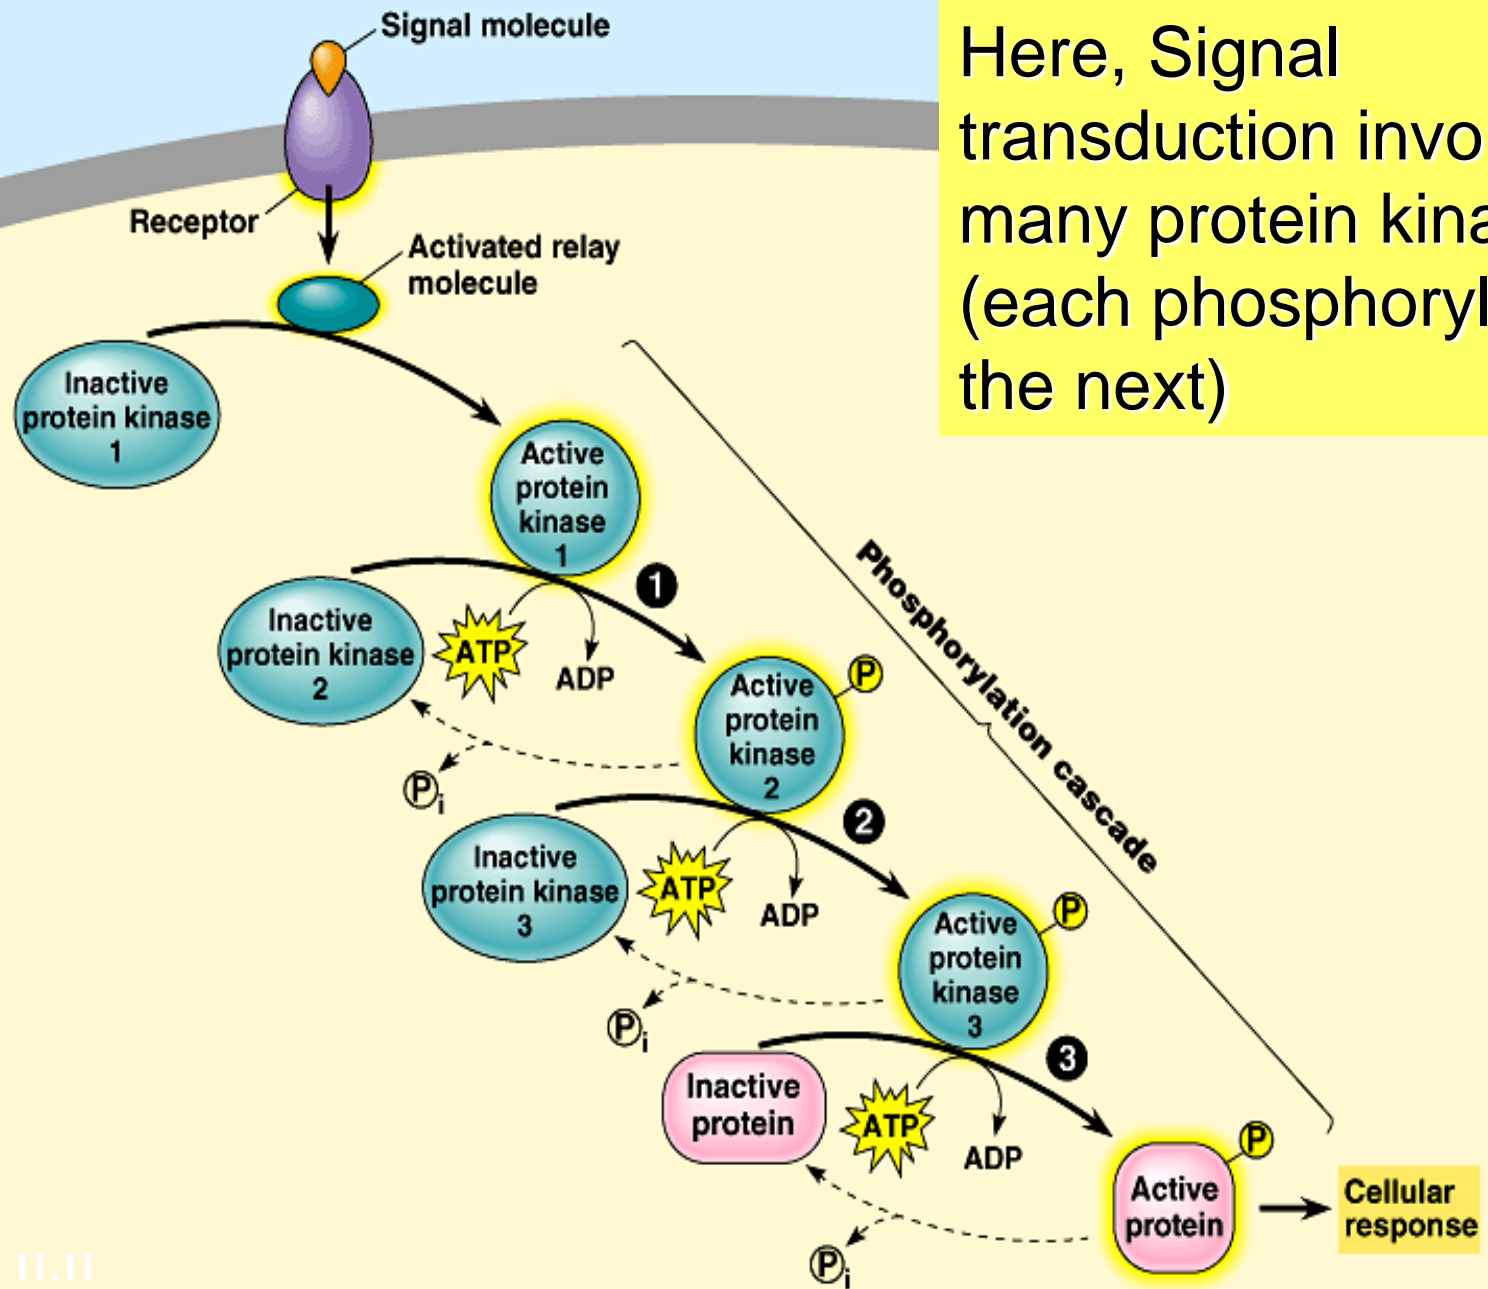 Signal molecule
Here, Signal
transduction invo
many protein kina
(each phosphoryl
the next)
Receptor
Activated relay
molecule
Inactive
protein kinase
1
Active
protein
kinase
1
1
Phosphorylation cascade
Inactive
protein kinase
2
ATP
ADP
Active
protein
kinase
2
P
Pi
2
Inactive
protein kinase
3
ATP
ADP
Active
protein
kinase
3
P
Pi
3
Inactive
protein
ATP
ADP
Active
protein
P
Cellular
response
Pi
11.11